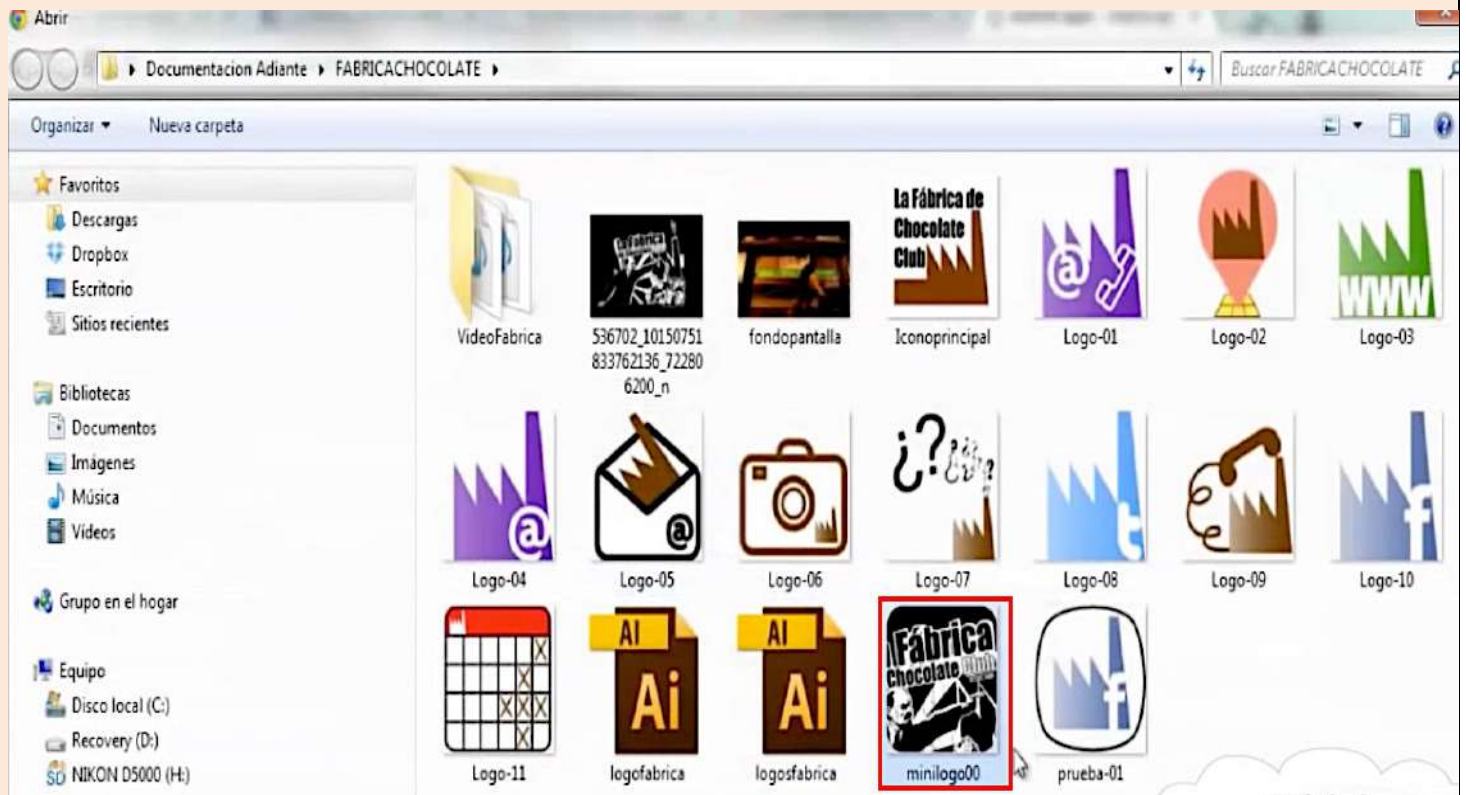 Abrir
Documentacion Adiante
FABRICACHOCOLATE
Buscar FABRICACHOCOLATE
Organizar
Nueva carpeta
Favoritos
Descargas
Dropbox
Escritorio
Sitios recientes
Bibliotecas
Documentos
Imágenes
Música
Vídeos
Grupo en el hogar
Equipo
Disco local (C:)
Recovery (D:)
NIKON D5000 (H:)
La Fábrica de
Chocolate
Club
@
WWW
VideoFabrica
536702_10150751
833762136_72280
6200_n
fondopantalla
Iconoprincipal
Logo-01
Logo-02
Logo-03
@
@
¿?
t
f
Logo-04
Logo-05
Logo-06
Logo-07
Logo-08
Logo-09
Logo-10
AI
Ai
AI
Ai
Fábrica
Chocolate Club
f
Logo-11
logofabrica
logosfabrica
minilogo00
prueba-01